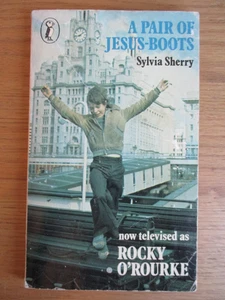 A PAIR OF
JESUS-BOOTS
Sylvia Sherry
now televised as
ROCKY
O'ROURKE